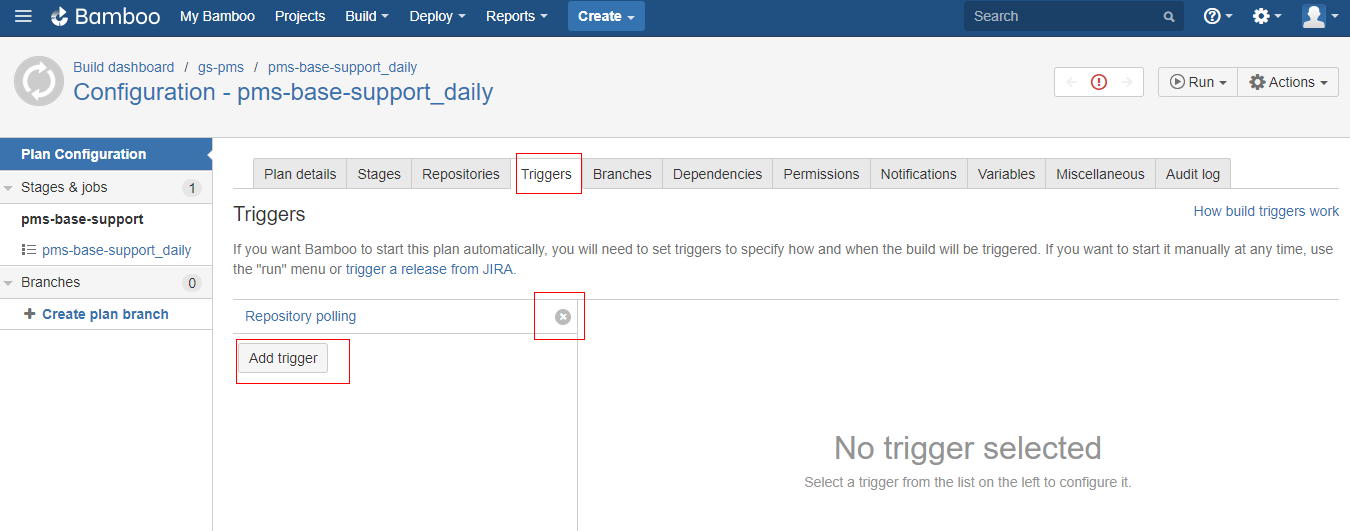 Bamboo My Bamboo Projects Build Deploy Reports Create Search
Build dashboard / gs-pms / pms-base-support_daily
Configuration - pms-base-support_daily
Run Actions
Plan Configuration
Stages & jobs 1
pms-base-support
pms-base-support_daily
Branches 0
Create plan branch
Plan details Stages Repositories Triggers Branches Dependencies Permissions Notifications Variables Miscellaneous Audit log
Triggers
How build triggers work
If you want Bamboo to start this plan automatically, you will need to set triggers to specify how and when the build will be triggered. If you want to start it manually at any time, use
the "run" menu or trigger a release from JIRA.
Repository polling
Add trigger
No trigger selected
Select a trigger from the list on the left to configure it.